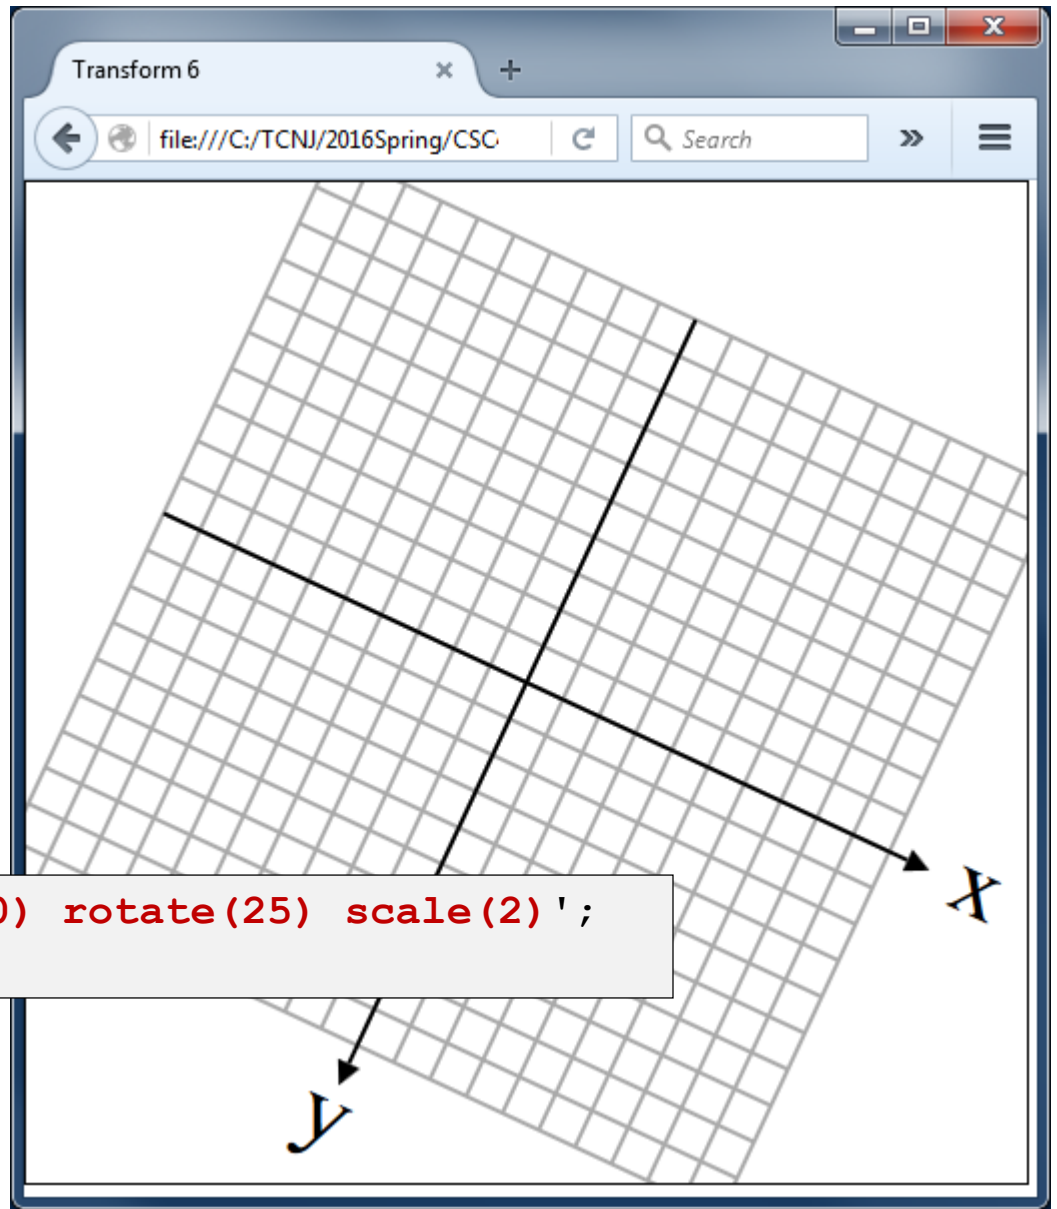 Transform 6
file:///C:/TCNJ/2016Spring/CSC
Search
x
0) rotate(25) scale(2)';
y